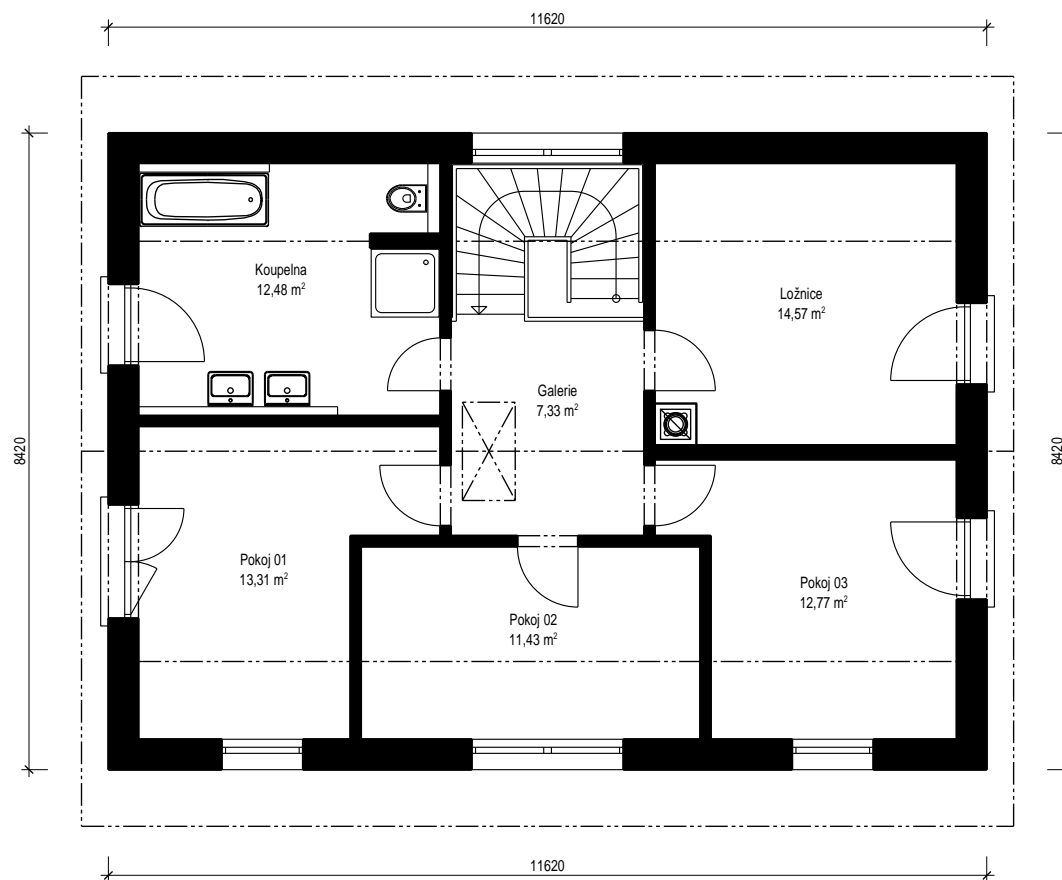 11620
Koupelna
12,48 m²
Ložnice
14,57 m²
Galerie
7,33 m²
8420
8420
Pokoj 01
13,31 m²
Pokoj 03
12,77 m²
Pokoj 02
11,43 m²
11620